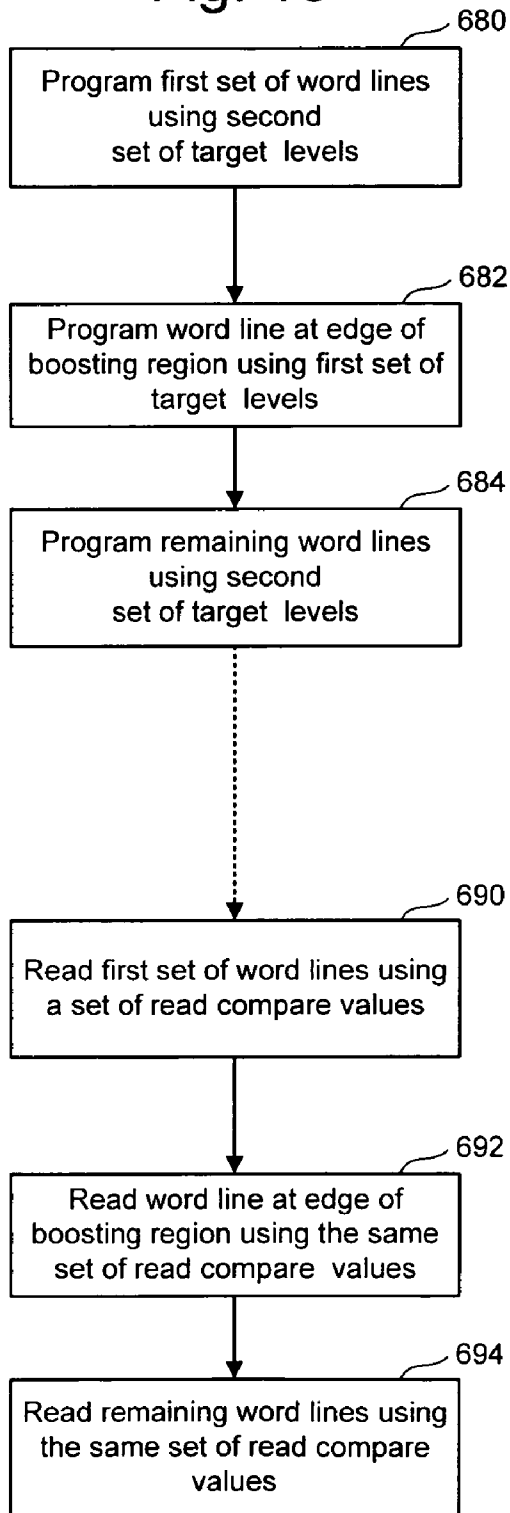 680
Program first set of word lines
using second
set of target levels
682
Program word line at edge of
boosting region using first set of
target levels
684
Program remaining word lines
using second
set of target levels
690
Read first set of word lines using
a set of read compare values
692
Read word line at edge of
boosting region using the same
set of read compare values
694
Read remaining word lines using
the same set of read compare
values